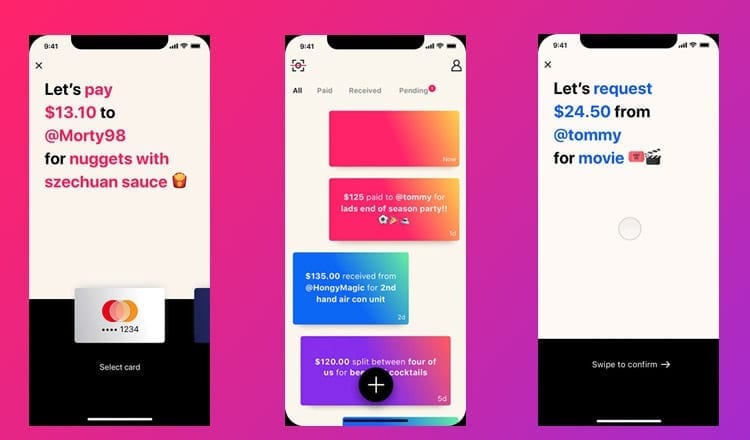 9:41
Let's pay
$13.10 to
@Morty98
for nuggets with
szechuan sauce
•••• 1234
Select card
9:41
All Paid Received Pending
Now
$125 paid to @tommy for
lads end of season party!!
1d
$135.00 received from
@HongyMagic for 2nd
hand air con unit
2d
$120.00 split between four of
us for cocktails
5d
9:41
Let's request
$24.50 from
@tommy
for movie
Swipe to confirm →